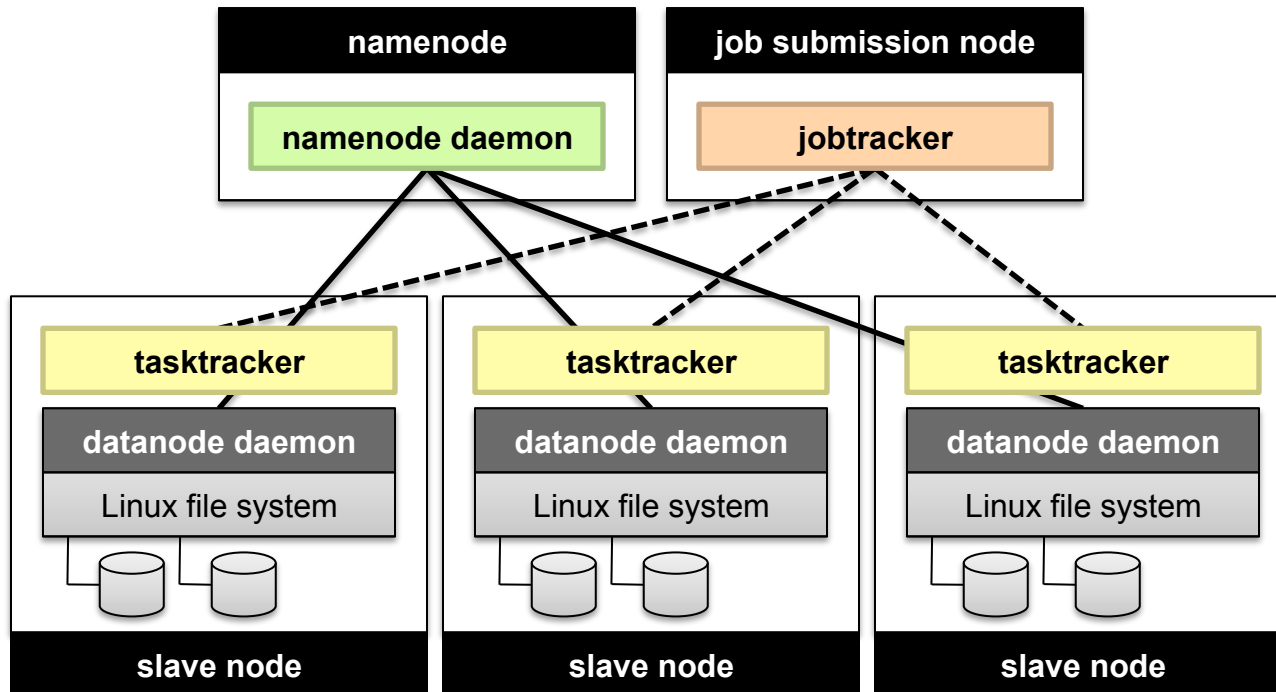 namenode
job submission node
namenode daemon
jobtracker
tasktracker
tasktracker
tasktracker
datanode daemon
datanode daemon
datanode daemon
Linux file system
Linux file system
Linux file system
slave node
slave node
slave node